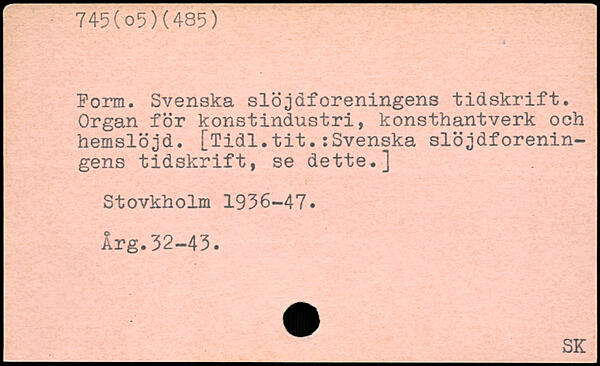 745(o5)(485)
Form. Svenska slöjdforeningens tidskrift.
Organ för konstindustri, konsthantverk och
hemslöjd. [Tidl.tit.:Svenska slöjdforenin-
gens tidskrift, se dette.]
Stovkholm 1936-47.
Årg.32-43.
SK